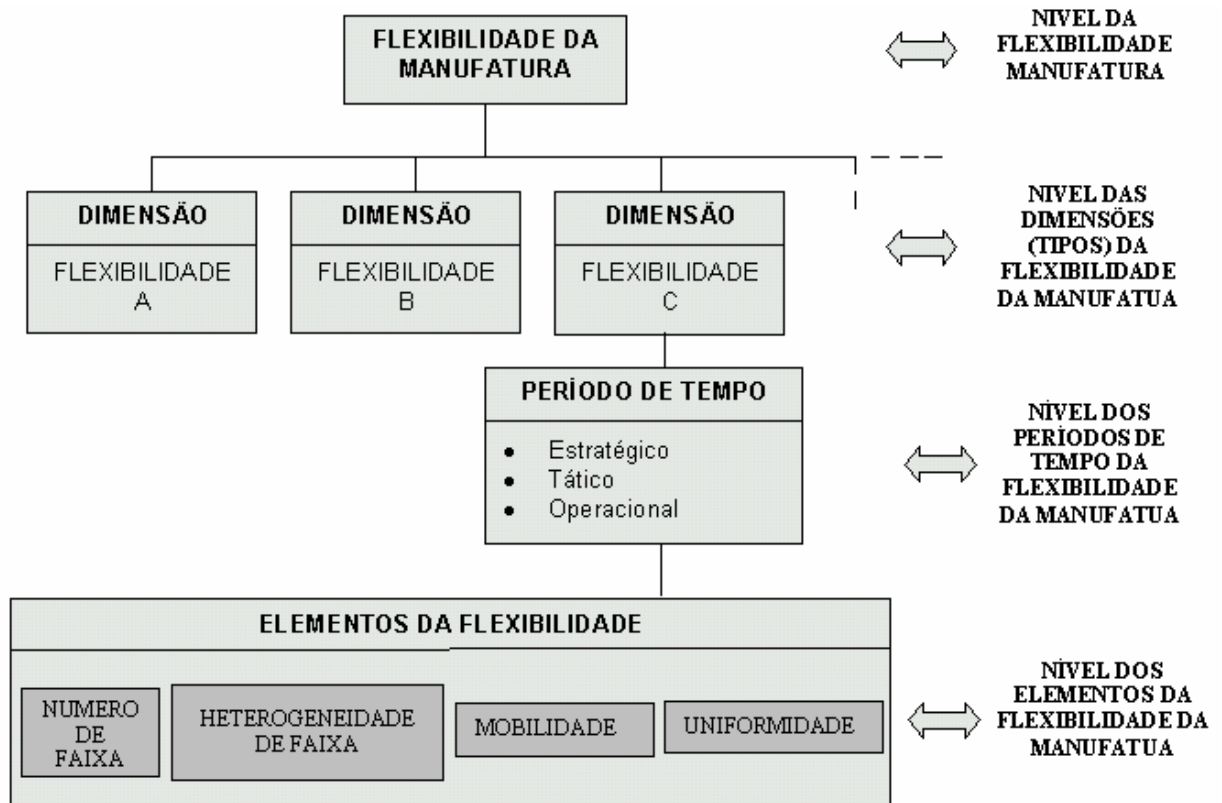 FLEXIBILIDADE DA
MANUFATURA
NIVEL DA
FLEXIBILIDADE
MANUFATURA
DIMENSÃO
FLEXIBILIDADE
A
DIMENSÃO
FLEXIBILIDADE
B
DIMENSÃO
FLEXIBILIDADE
C
NIVEL DAS
DIMENSÕES
(TIPOS) DA
FLEXIBILIDADE
DA MANUFATUA
PERÍODO DE TEMPO
• Estratégico
• Tático
• Operacional
NÍVEL DOS
PERÍODOS DE
TEMPO DA
FLEXIBILIDADE
DA MANUFATUA
ELEMENTOS DA FLEXIBILIDADE
NUMERO
DE
FAIXA
HETEROGENEIDADE
DE FAIXA
MOBILIDADE
UNIFORMIDADE
NÍVEL DOS
ELEMENTOS DA
FLEXIBILIDADE DA
MANUFATUA